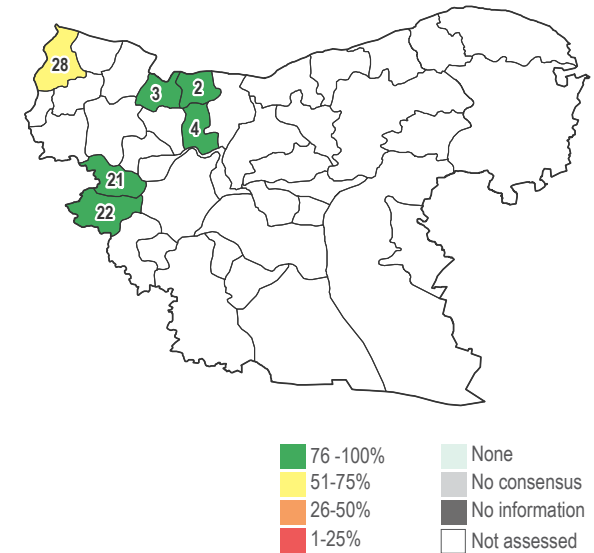 28
3
2
4
21
22
76 -100%
51-75%
26-50%
1-25%
None
No consensus
No information
Not assessed